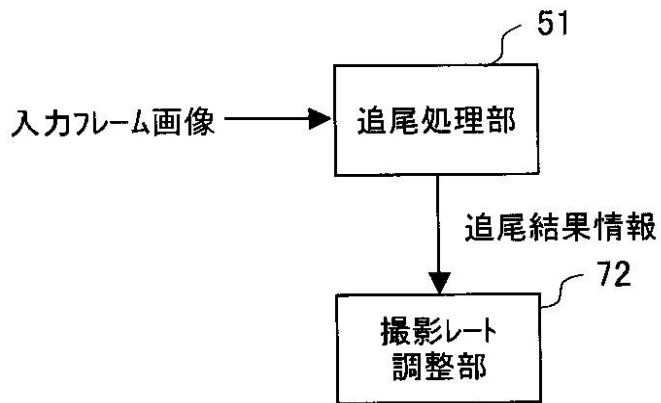 51
入力フレーム画像
追尾処理部
追尾結果情報
72
撮影レート
調整部